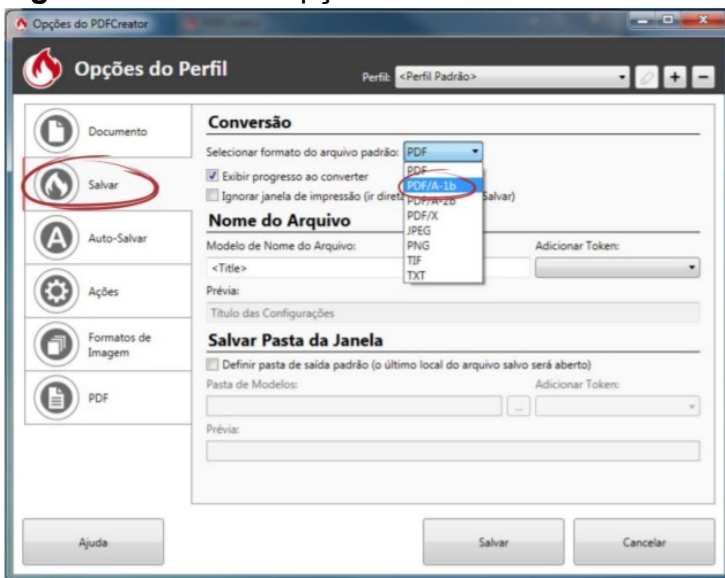 Opções do PDFCreator
Opções do Perfil
Perfil: <Perfil Padrão>
Documento
Salvar
Auto-Salvar
Ações
Formatos de Imagem
PDF
Conversão
Selecionar formato do arquivo padrão: PDF
PDF
PDF/A-1b
PDF/A-2b
PDF/X
JPEG
PNG
TIF
TXT
Exibir progresso ao converter
Ignorar janela de impressão (ir Salvar)
Nome do Arquivo
Modelo de Nome do Arquivo: Adicionar Token:
<Title>
Prévia:
Título das Configurações
Salvar Pasta da Janela
Definir pasta de saída padrão (o último local do arquivo salvo será aberto)
Pasta de Modelos: Adicionar Token:
...
Prévia:
Ajuda Salvar Cancelar